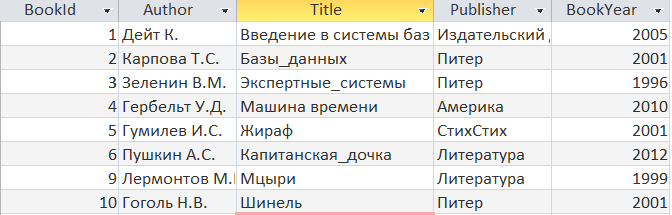 BookId Author Title Publisher BookYear
1 Дейт К. Введение в системы баз Издательский 2005
2 Карпова Т.С. Базы_данных Питер 2001
3 Зеленин В.М. Экспертные_системы Питер 1996
4 Гербельт У.Д. Машина времени Америка 2010
5 Гумилев И.С. Жираф СтихСтих 2001
6 Пушкин А.С. Капитанская_дочка Литература 2012
9 Лермонтов М. Мцыри Литература 1999
10 Гоголь Н.В. Шинель Питер 2001